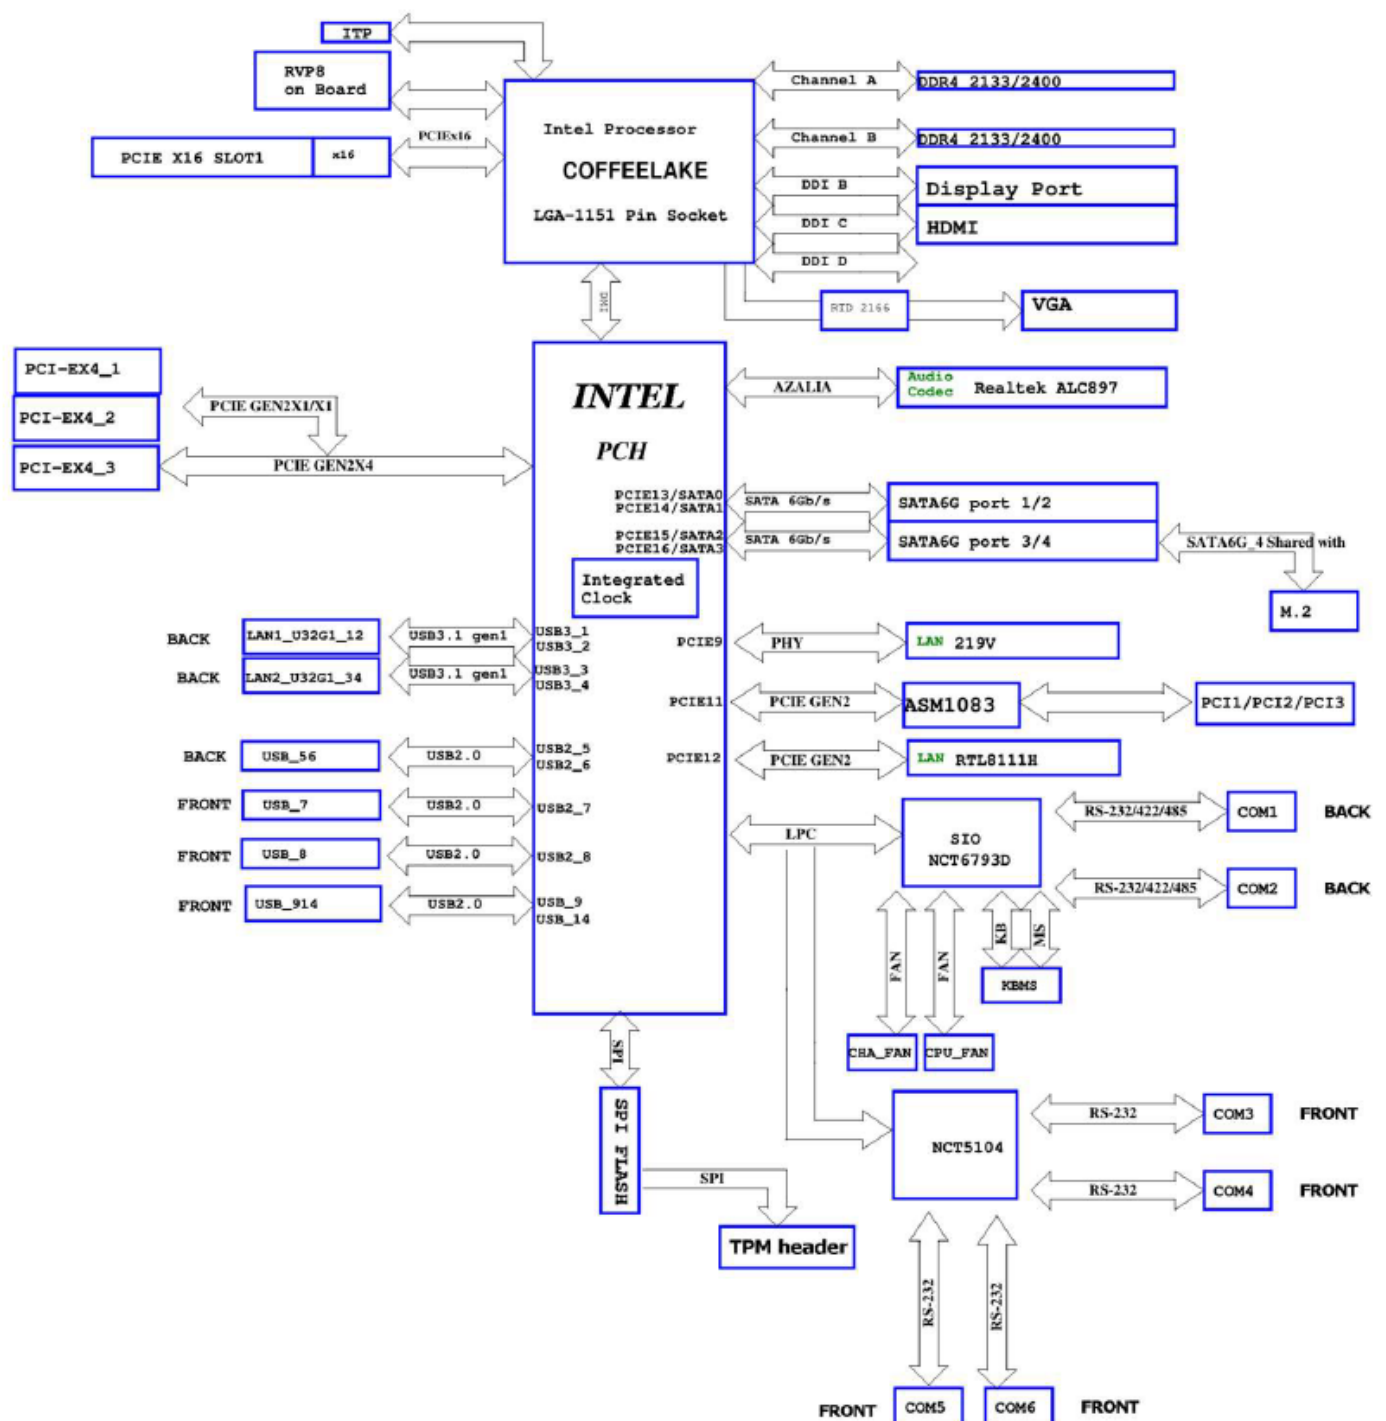 ITP
RVP8
on Board
PCIE X16 SLOT1
x16
PCIEx16
Intel Processor
COFFEELAKE
LGA-1151 Pin Socket
Channel A
DDR4 2133/2400
Channel B
DDR4 2133/2400
DDI B
Display Port
DDI C
HDMI
DDI D
RTD 2166
VGA
DMI
PCI-EX4_1
PCI-EX4_2
PCI-EX4_3
PCIE GEN2X1/X1
PCIE GEN2X4
INTEL
PCH
AZALIA
Audio
Codec
Realtek ALC897
PCIE13/SATA0
PCIE14/SATA1
SATA 6Gb/s
SATA6G port 1/2
PCIE15/SATA2
PCIE16/SATA3
SATA 6Gb/s
SATA6G port 3/4
SATA6G_4 Shared with
M.2
Integrated
Clock
BACK
LAN1_U32G1_12
USB3.1 gen1
USB3_1
USB3_2
BACK
LAN2_U32G1_34
USB3.1 gen1
USB3_3
USB3_4
PCIE9
PHY
LAN 219V
PCIE11
PCIE GEN2
ASM1083
PCI1/PCI2/PCI3
BACK
USB_56
USB2.0
USB2_5
USB2_6
PCIE12
PCIE GEN2
LAN RTL8111H
FRONT
USB_7
USB2.0
USB2_7
FRONT
USB_8
USB2.0
USB2_8
FRONT
USB_914
USB2.0
USB_9
USB_14
LPC
SIO
NCT6793D
RS-232/422/485
COM1
BACK
RS-232/422/485
COM2
BACK
FAN
FAN
KB
MS
KBMS
CHA_FAN
CPU_FAN
SPI
SPI FLASH
SPI
TPM header
NCT5104
RS-232
COM3
FRONT
RS-232
COM4
FRONT
RS-232
RS-232
FRONT
COM5
COM6
FRONT